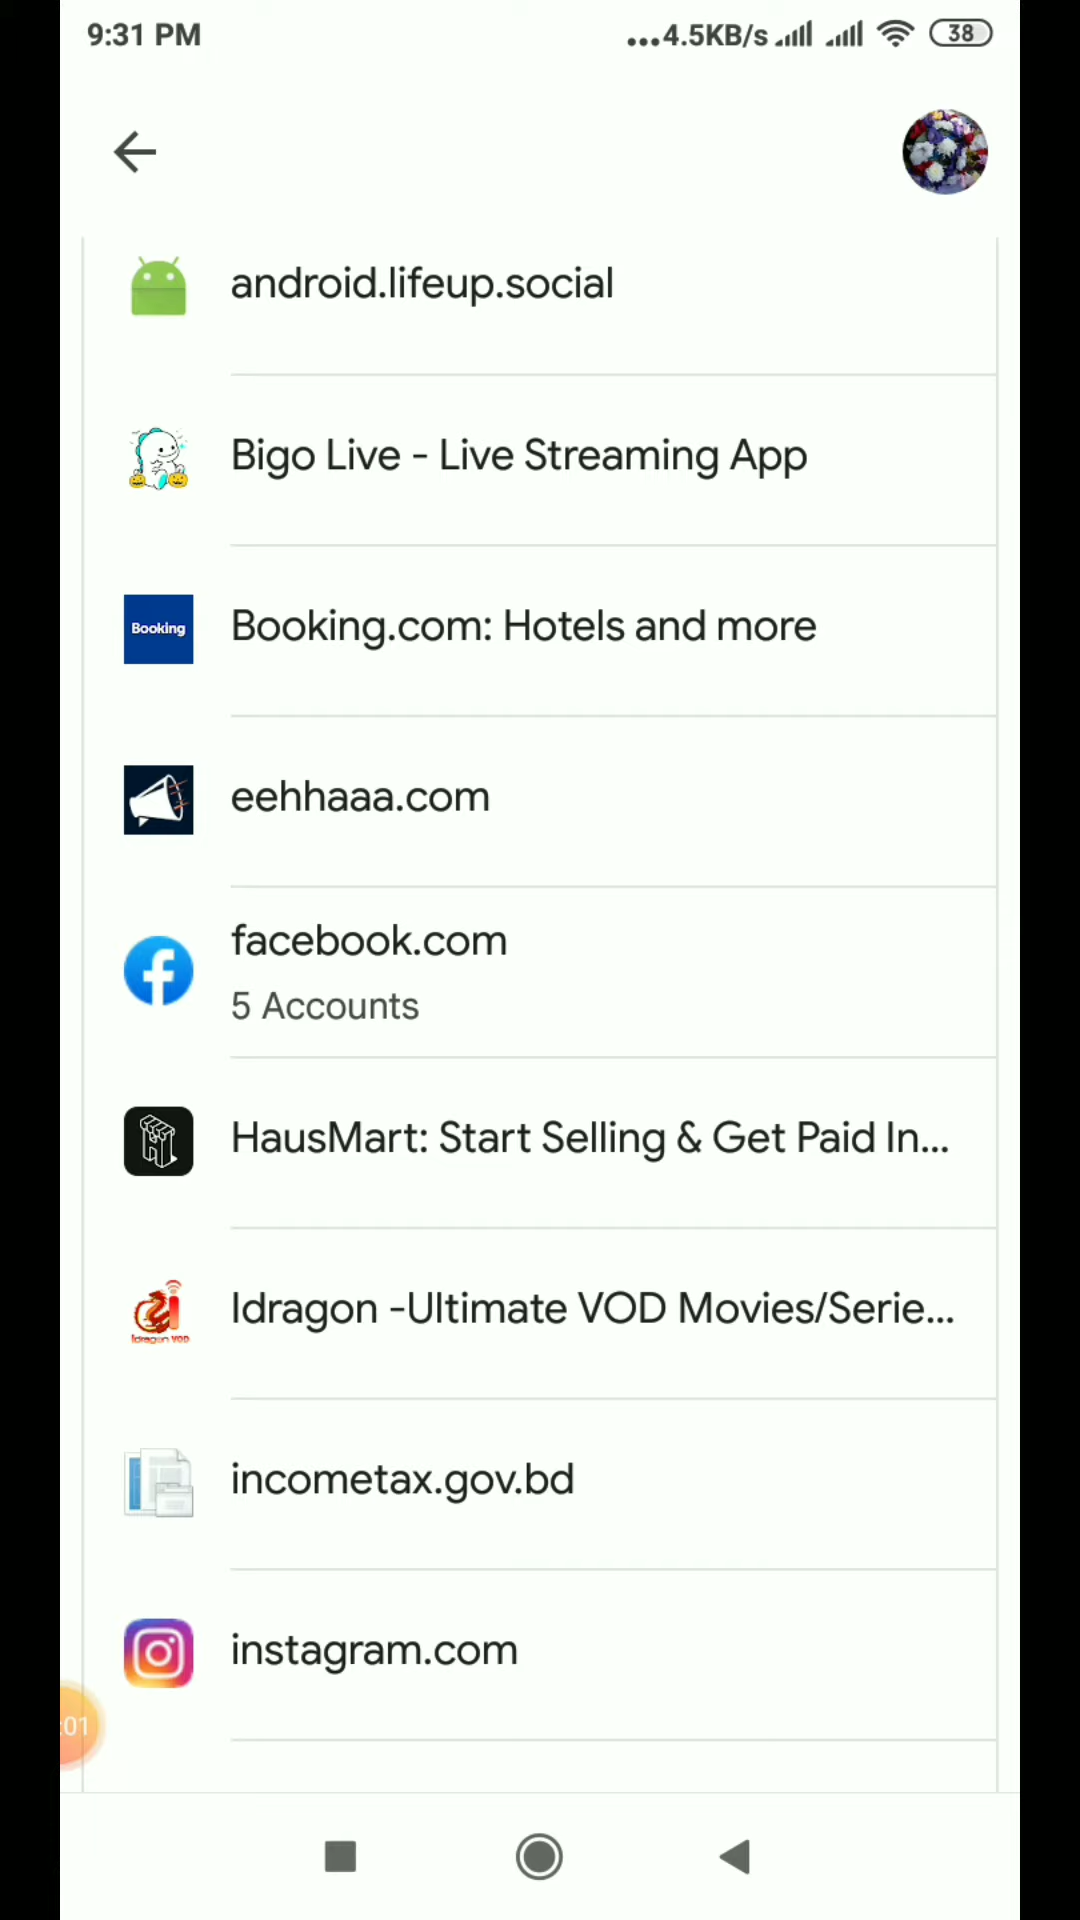 9:31 PM
...4.5KB/s
38
android.lifeup.social
Bigo Live - Live Streaming App
Booking
Booking.com: Hotels and more
eehhaaa.com
facebook.com
5 Accounts
HausMart: Start Selling & Get Paid In...
Idragon VOD
Idragon -Ultimate VOD Movies/Serie...
incometax.gov.bd
instagram.com
:01